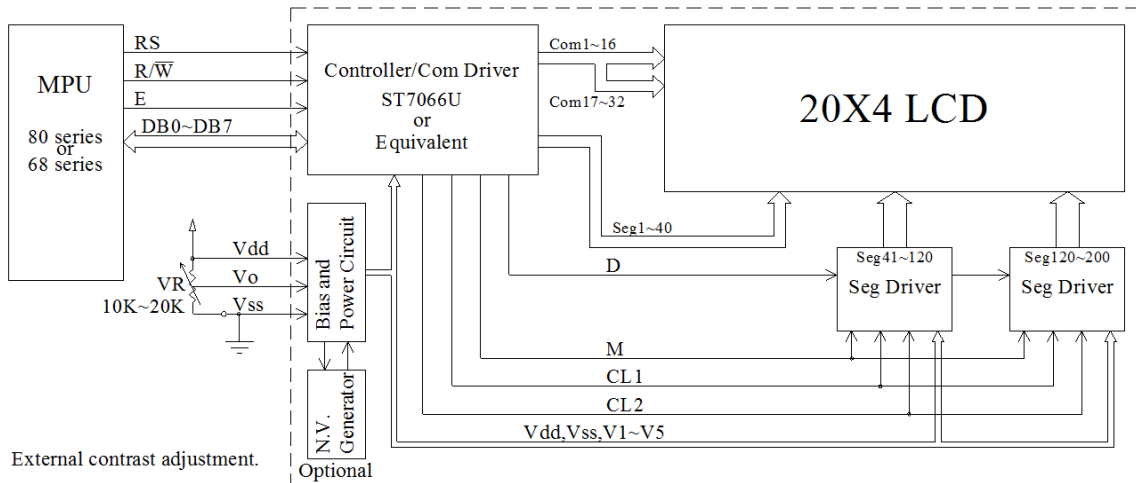 MPU
80 series
or
68 series
RS
R/W̅
E
DB0~DB7
Controller/Com Driver
ST7066U
or
Equivalent
Com1~16
Com17~32
20X4 LCD
Seg1~40
Vdd
Vo
Vss
VR
10K~20K
Bias and
Power Circuit
N.V.
Generator
Optional
D
Seg41~120
Seg Driver
Seg120~200
Seg Driver
M
CL1
CL2
Vdd,Vss,V1~V5
External contrast adjustment.